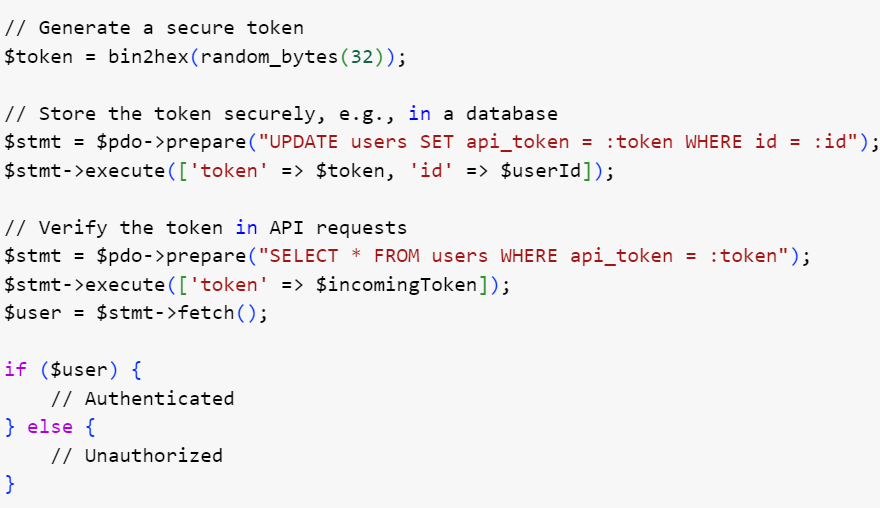 // Generate a secure token
$token = bin2hex(random_bytes(32));
// Store the token securely, e.g., in a database
$stmt = $pdo->prepare("UPDATE users SET api_token = :token WHERE id = :id");
$stmt->execute(['token' => $token, 'id' => $userId]);
// Verify the token in API requests
$stmt = $pdo->prepare("SELECT * FROM users WHERE api_token = :token");
$stmt->execute(['token' => $incomingToken]);
$user = $stmt->fetch();
if ($user) {
    // Authenticated
} else {
    // Unauthorized
}